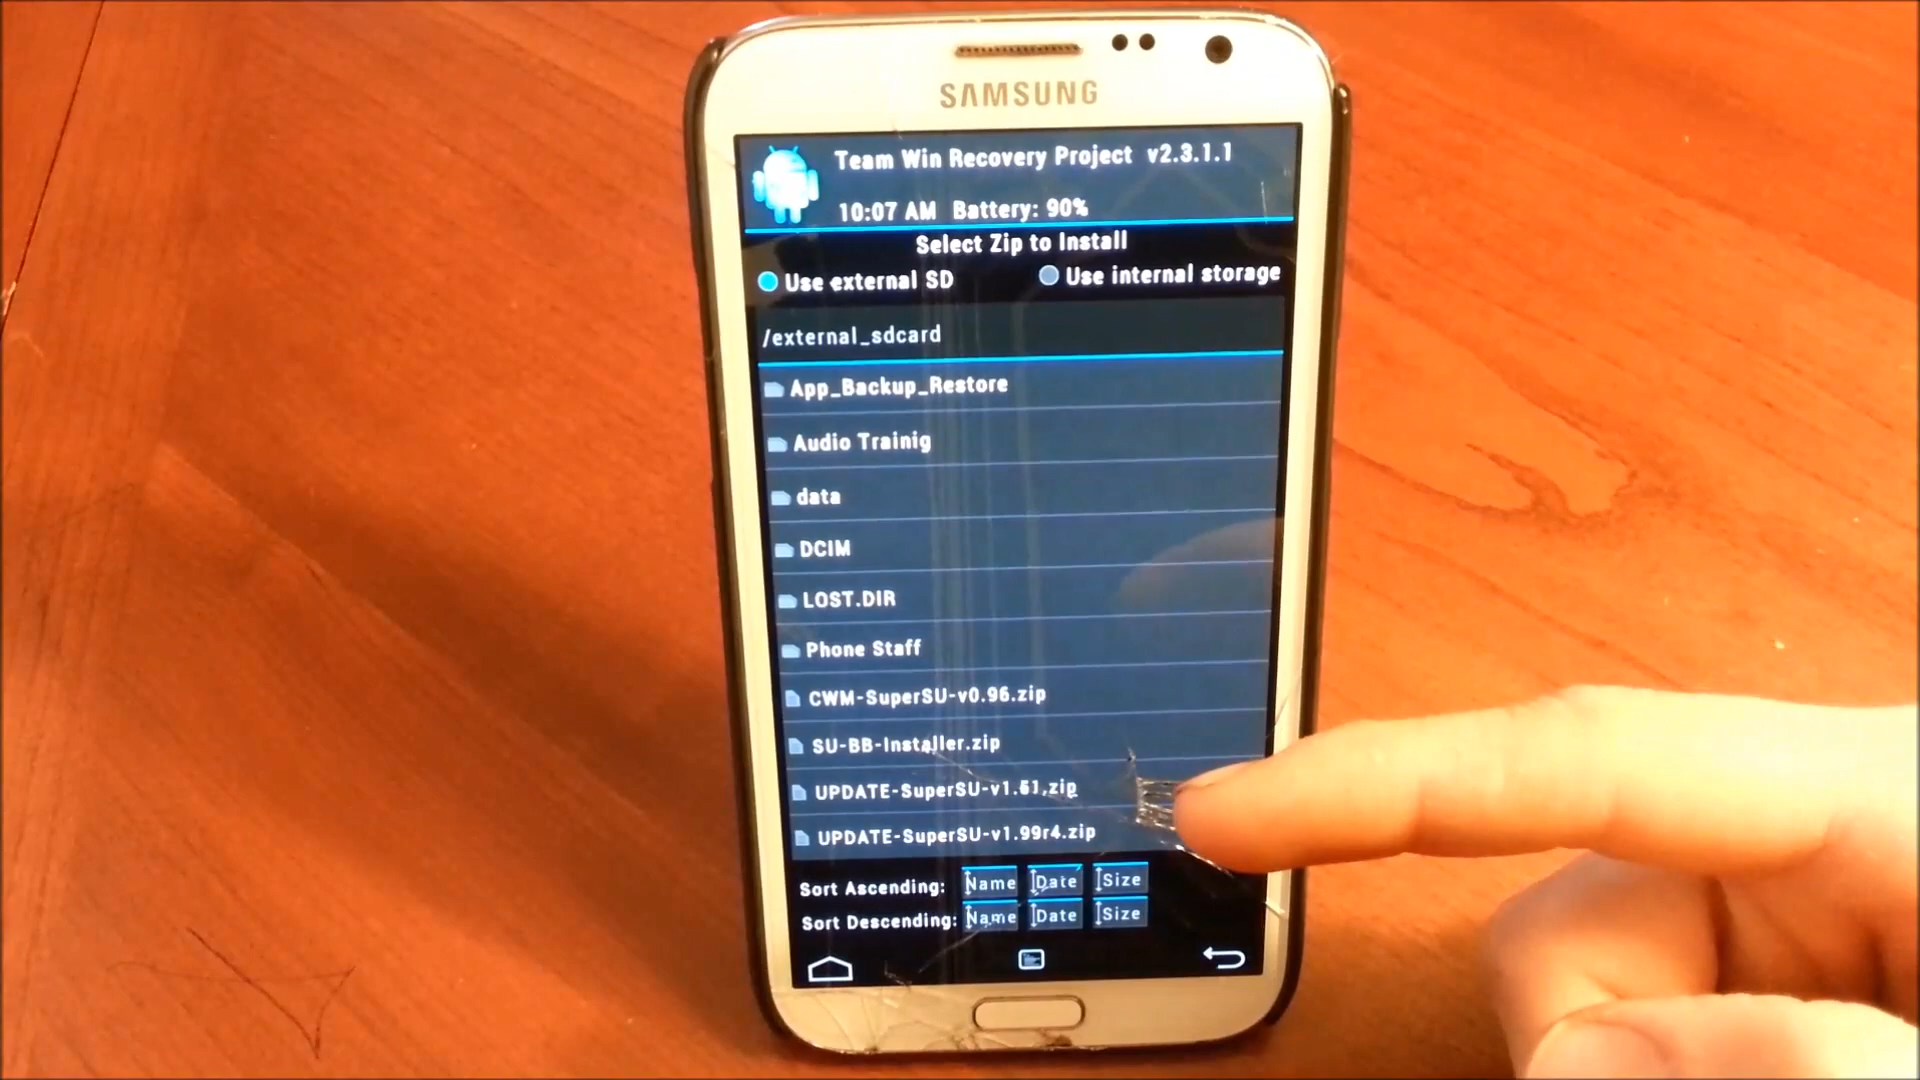 SAMSUNG
Team Win Recovery Project v2.3.1.1
10:07 AM Battery: 90%
Select Zip to Install
Use external SD Use internal storage
/external_sdcard
App_Backup_Restore
Audio Trainig
data
DCIM
LOST.DIR
Phone Staff
CWM-SuperSU-v0.96.zip
SU-BB-Installer.zip
UPDATE-SuperSU-v1.51.zip
UPDATE-SuperSU-v1.99r4.zip
Sort Ascending: Name Date Size
Sort Descending: Name Date Size